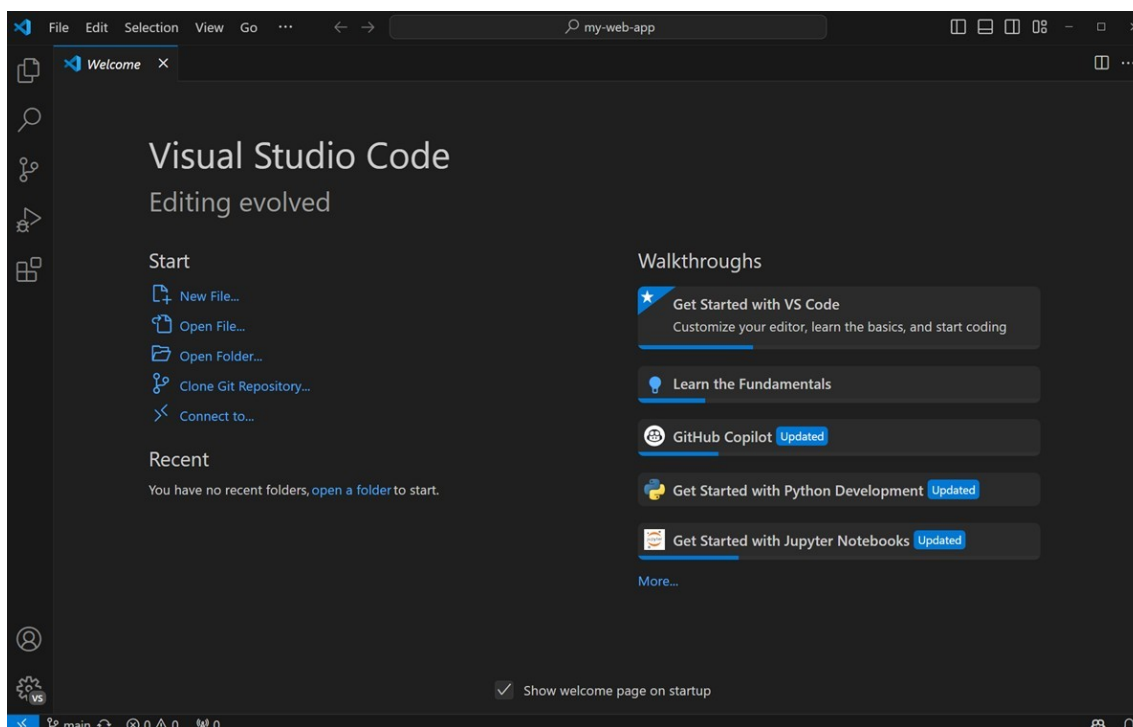 File Edit Selection View Go ··· my-web-app
Welcome
Visual Studio Code
Editing evolved
Start
New File...
Open File...
Open Folder...
Clone Git Repository...
Connect to...
Recent
You have no recent folders, open a folder to start.
Walkthroughs
Get Started with VS Code
Customize your editor, learn the basics, and start coding
Learn the Fundamentals
GitHub Copilot Updated
Get Started with Python Development Updated
Get Started with Jupyter Notebooks Updated
More...
Show welcome page on startup
VS
main 0 0 0